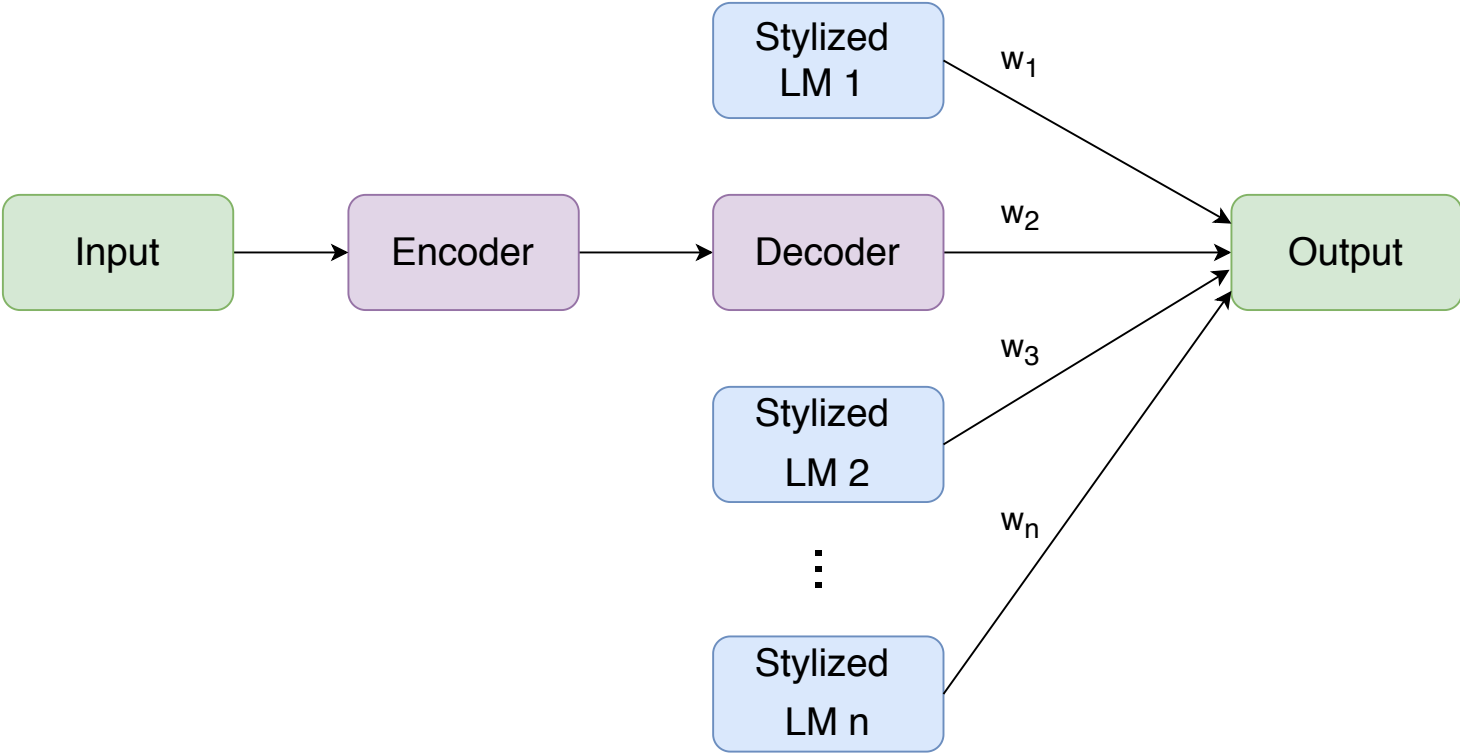 Stylized
LM 1
w₁
Input
Encoder
Decoder
w₂
Output
w₃
Stylized
LM 2
wₙ
Stylized
LM n